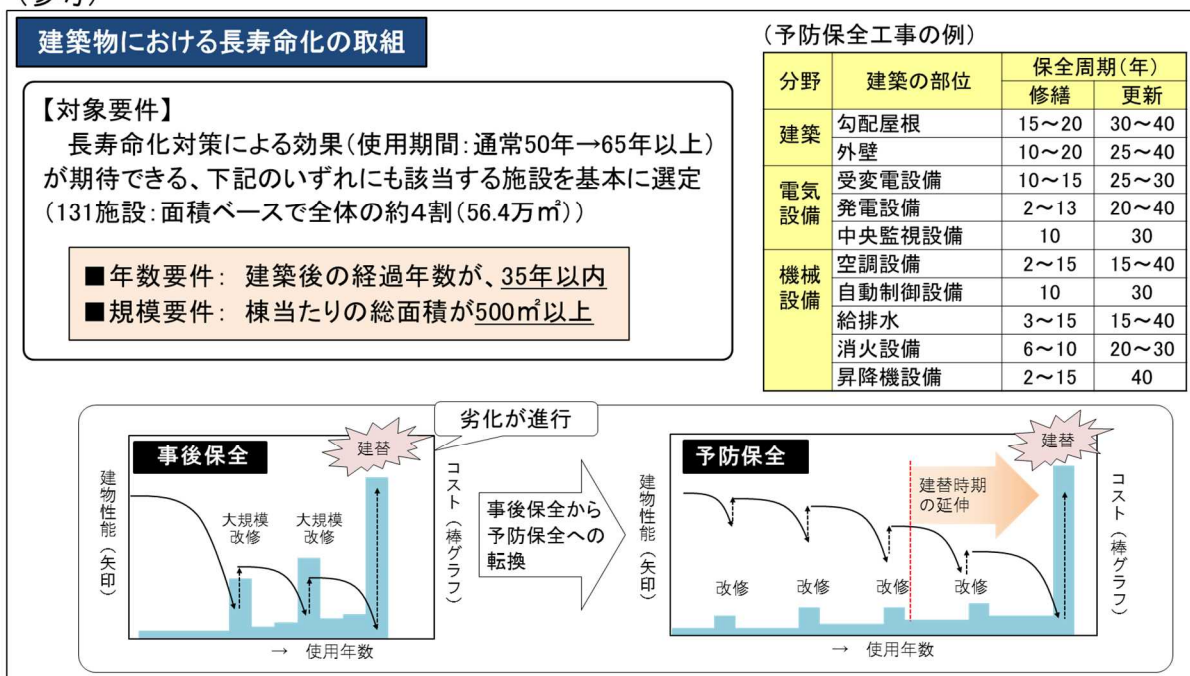 建築物における長寿命化の取組
【対象要件】
長寿命化対策による効果(使用期間:通常50年→65年以上)
が期待できる、下記のいずれにも該当する施設を基本に選定
(131施設:面積ベースで全体の約4割(56.4万㎡))
■年数要件: 建築後の経過年数が、35年以内
■規模要件: 棟当たりの総面積が500㎡以上
(予防保全工事の例)
分野 建築の部位 保全周期(年)
修繕 更新
建築 勾配屋根 15~20 30~40
外壁 10~20 25~40
電気設備 受変電設備 10~15 25~30
発電設備 2~13 20~40
中央監視設備 10 30
機械設備 空調設備 2~15 15~40
自動制御設備 10 30
給排水 3~15 15~40
消火設備 6~10 20~30
昇降機設備 2~15 40
劣化が進行
事後保全
建替
建物性能(矢印)
大規模
改修
大規模
改修
コスト(棒グラフ)
→ 使用年数
事後保全から
予防保全への
転換
予防保全
建替
建替時期
の延伸
建物性能(矢印)
改修
改修
改修
改修
コスト(棒グラフ)
→ 使用年数